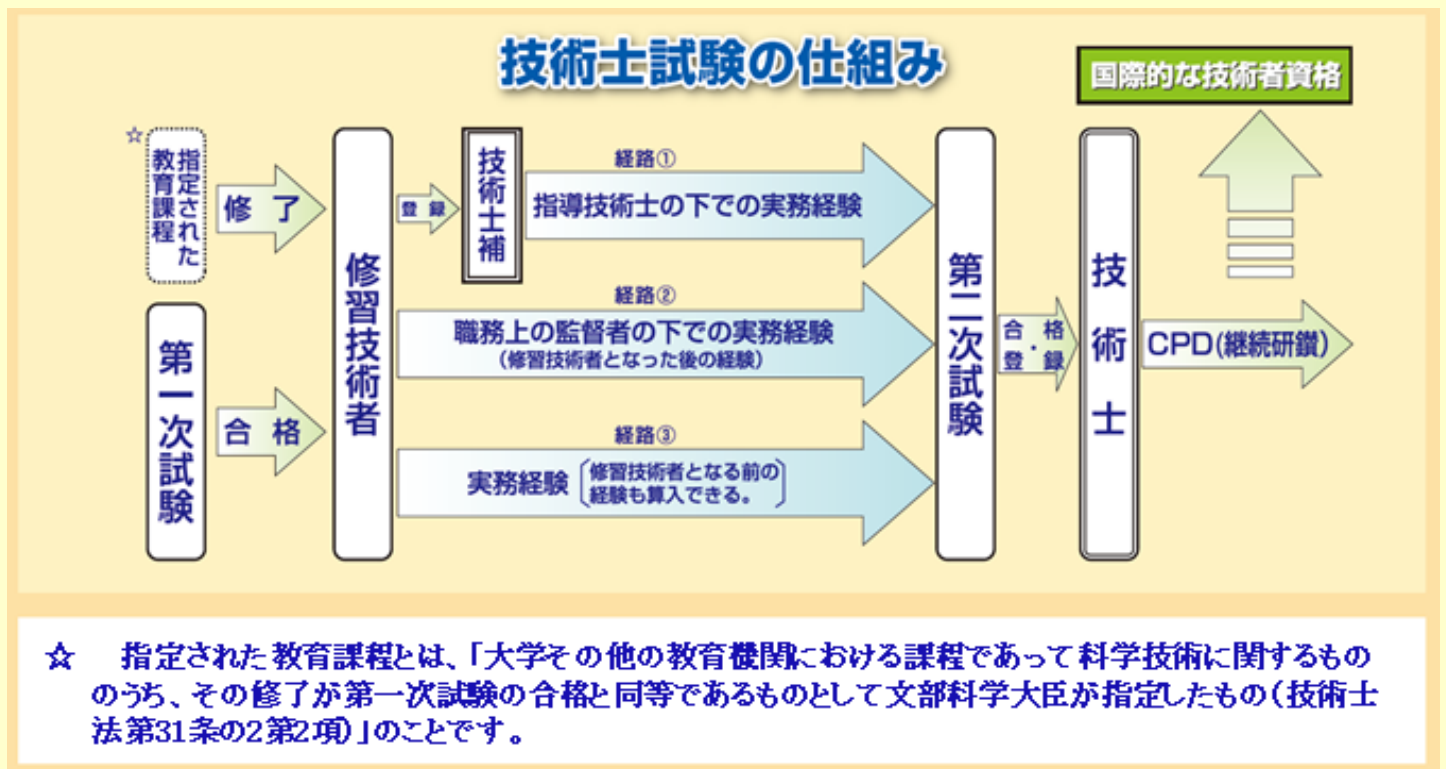 技術士試験の仕組み
国際的な技術者資格
☆
指定された
教育課程
修了
第一次試験
合格
修習技術者
登録
技術士補
経路①
指導技術士の下での実務経験
経路②
職務上の監督者の下での実務経験
(修習技術者となった後の経験)
経路③
実務経験
修習技術者となる前の
経験も算入できる。
第二次試験
合格
・
登録
技術士
CPD(継続研鑽)
☆ 指定された教育課程とは、「大学その他の教育機関における課程であって科学技術に関するもの
のうち、その修了が第一次試験の合格と同等であるものとして文部科学大臣が指定したもの(技術士
法第31条の2第2項)」のことです。